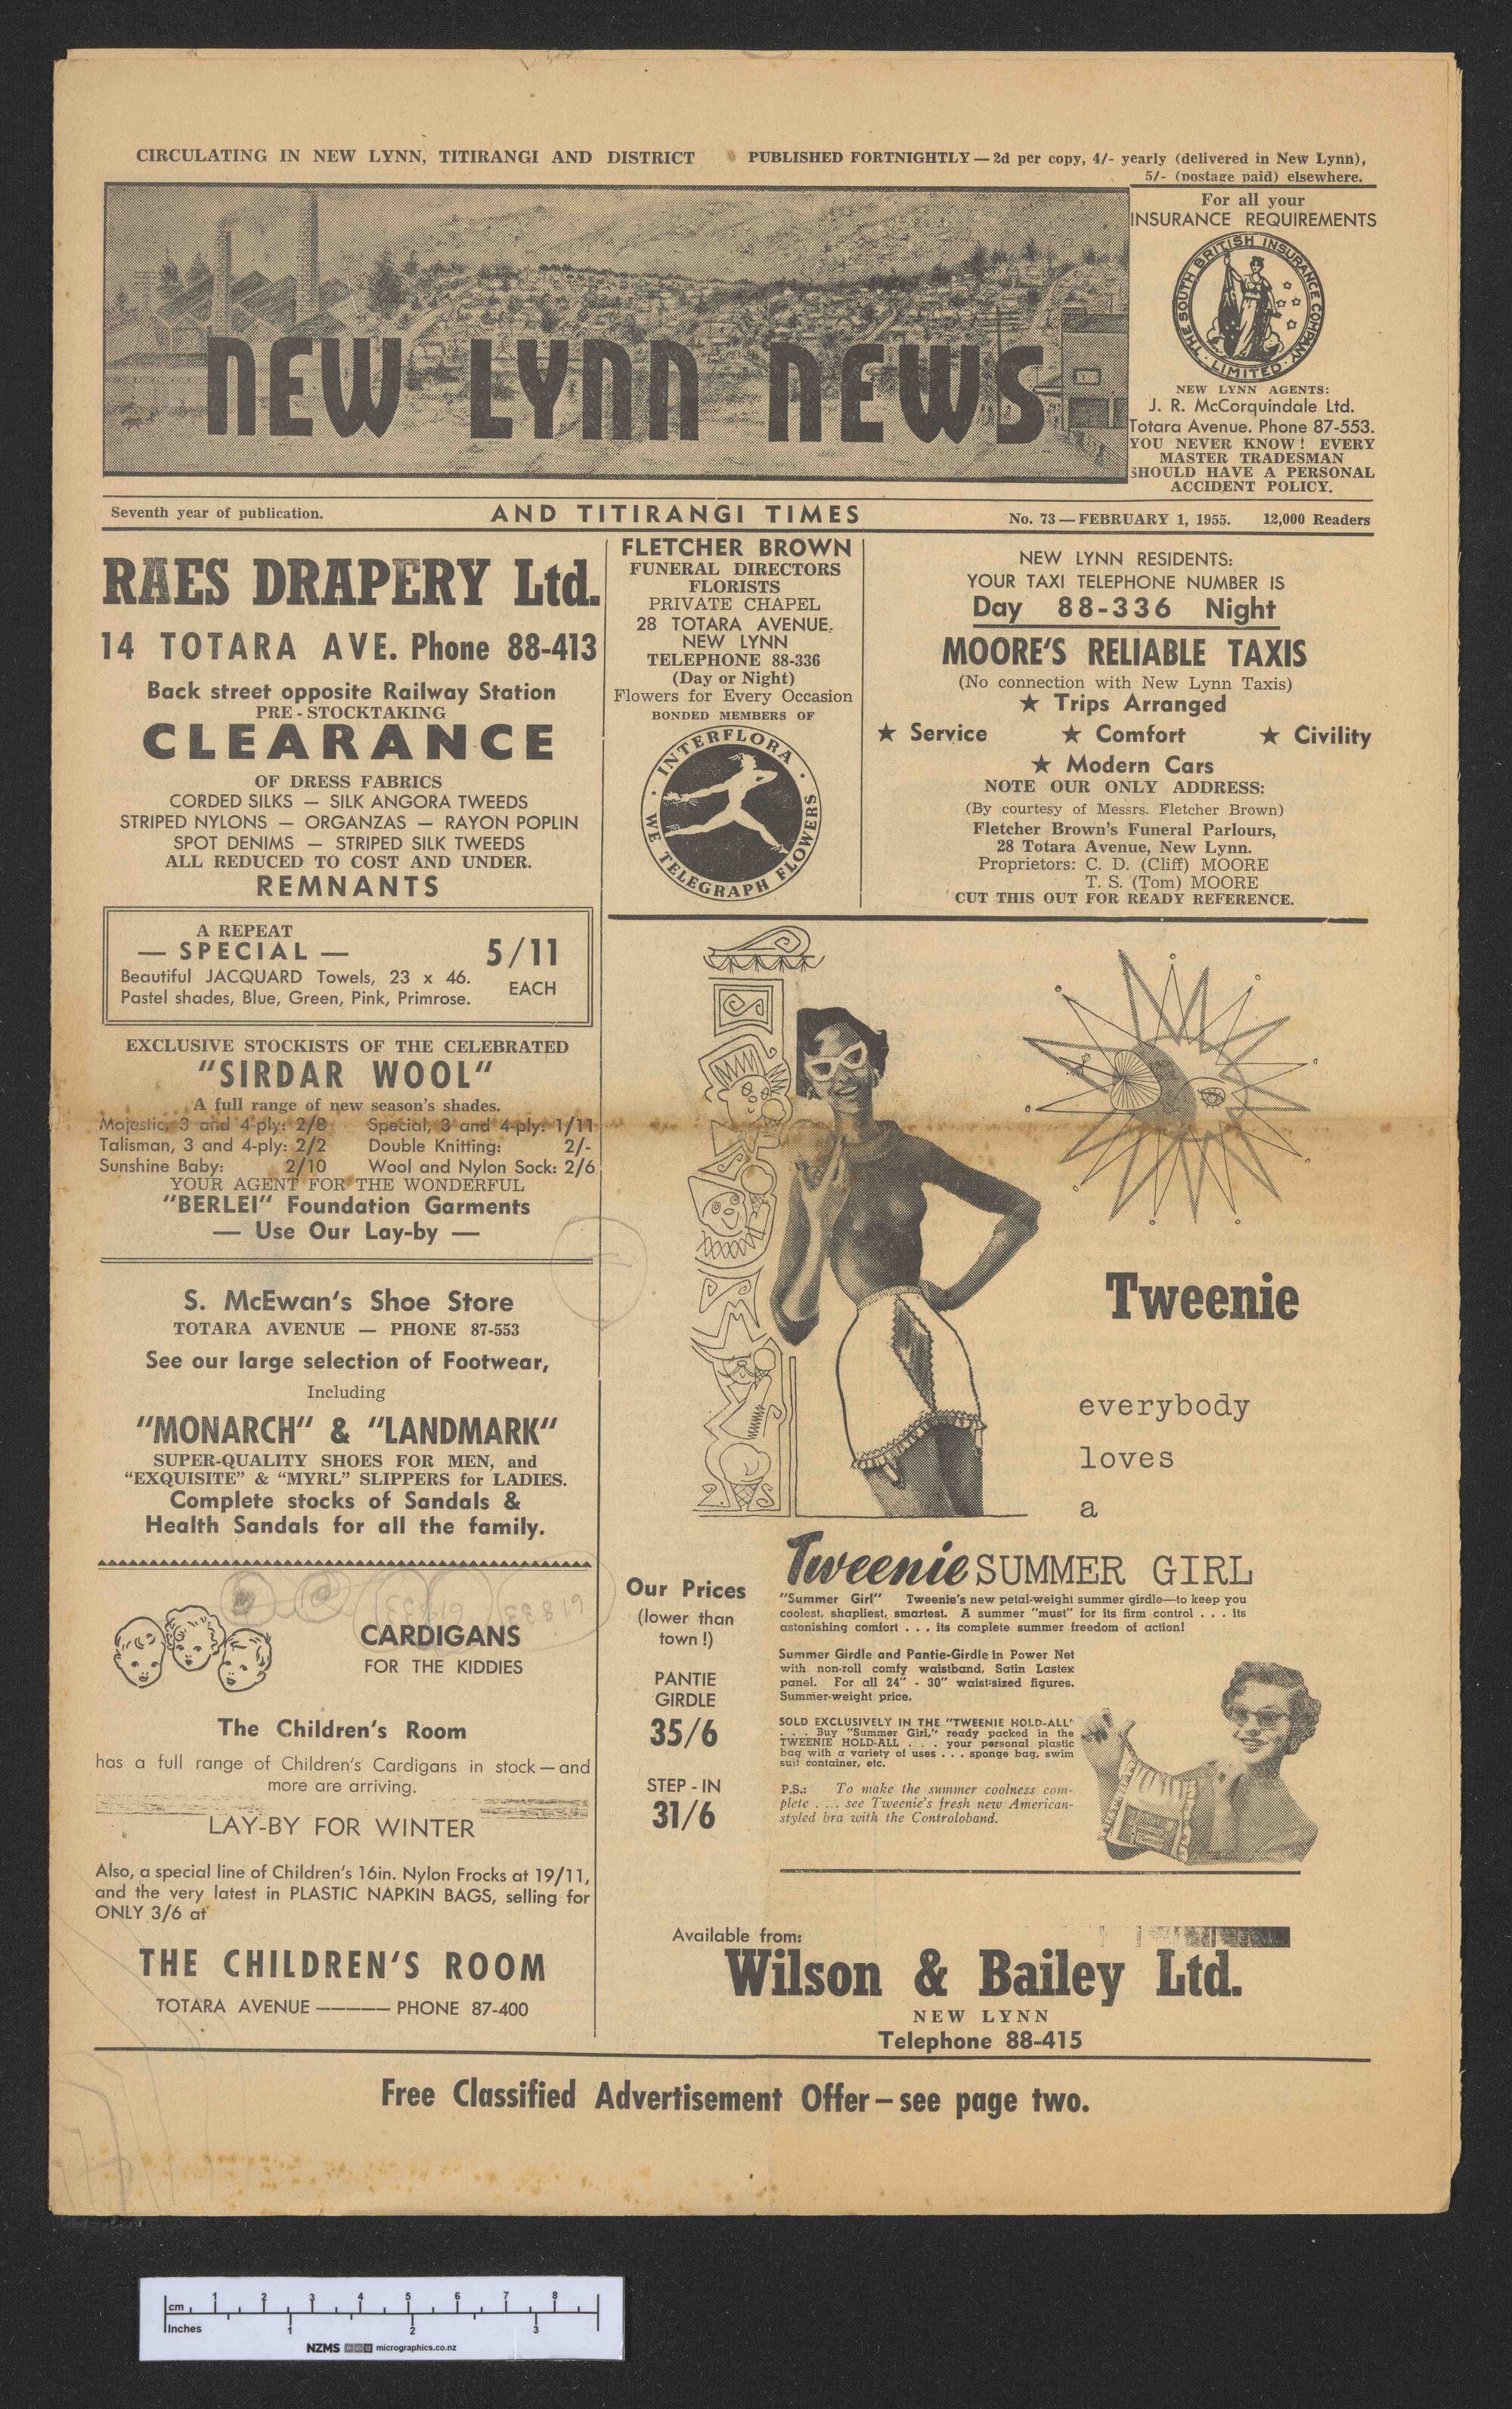 CIRCULATING IN NEW LYNN, TITIRANGI AND DISTRICT
PUBLISHED FORTNIGHTLY — 2d per copy, 4/- yearly (delivered in New Lynn),
5/- (postage paid) elsewhere.
NEW LYNN NEWS
For all your
INSURANCE REQUIREMENTS
THE SOUTH BRITISH INSURANCE COMPANY
LIMITED
NEW LYNN AGENTS:
J. R. McCorquindale Ltd.
Totara Avenue. Phone 87-553.
YOU NEVER KNOW! EVERY
MASTER TRADESMAN
SHOULD HAVE A PERSONAL
ACCIDENT POLICY.
Seventh year of publication.
AND TITIRANGI TIMES
No. 73 — FEBRUARY 1, 1955. 12,000 Readers
RAES DRAPERY Ltd.
14 TOTARA AVE. Phone 88-413
Back street opposite Railway Station
PRE-STOCKTAKING
CLEARANCE
OF DRESS FABRICS
CORDED SILKS — SILK ANGORA TWEEDS
STRIPED NYLONS — ORGANZAS — RAYON POPLIN
SPOT DENIMS — STRIPED SILK TWEEDS
ALL REDUCED TO COST AND UNDER.
REMNANTS
A REPEAT
— SPECIAL —
Beautiful JACQUARD Towels, 23 x 46.
Pastel shades, Blue, Green, Pink, Primrose.
5/11
EACH
EXCLUSIVE STOCKISTS OF THE CELEBRATED
"SIRDAR WOOL"
A full range of new season's shades.
Majestic, 3 and 4-ply: 2/8 Special, 3 and 4-ply: 1/11
Talisman, 3 and 4-ply: 2/2 Double Knitting: 2/-
Sunshine Baby: 2/10 Wool and Nylon Sock: 2/6
YOUR AGENT FOR THE WONDERFUL
"BERLEI" Foundation Garments
— Use Our Lay-by —
S. McEwan's Shoe Store
TOTARA AVENUE — PHONE 87-553
See our large selection of Footwear,
Including
"MONARCH" & "LANDMARK"
SUPER-QUALITY SHOES FOR MEN, and
"EXQUISITE" & "MYRL" SLIPPERS for LADIES.
Complete stocks of Sandals &
Health Sandals for all the family.
CARDIGANS
FOR THE KIDDIES
The Children's Room
has a full range of Children's Cardigans in stock — and
more are arriving.
LAY-BY FOR WINTER
Also, a special line of Children's 16in. Nylon Frocks at 19/11,
and the very latest in PLASTIC NAPKIN BAGS, selling for
ONLY 3/6 at
THE CHILDREN'S ROOM
TOTARA AVENUE ——— PHONE 87-400
FLETCHER BROWN
FUNERAL DIRECTORS
FLORISTS
PRIVATE CHAPEL
28 TOTARA AVENUE.
NEW LYNN
TELEPHONE 88-336
(Day or Night)
Flowers for Every Occasion
BONDED MEMBERS OF
INTERFLORA
WE TELEGRAPH FLOWERS
NEW LYNN RESIDENTS:
YOUR TAXI TELEPHONE NUMBER IS
Day 88-336 Night
MOORE'S RELIABLE TAXIS
(No connection with New Lynn Taxis)
★ Trips Arranged
★ Service ★ Comfort ★ Civility
★ Modern Cars
NOTE OUR ONLY ADDRESS:
(By courtesy of Messrs. Fletcher Brown)
Fletcher Brown's Funeral Parlours,
28 Totara Avenue, New Lynn.
Proprietors: C. D. (Cliff) MOORE
T. S. (Tom) MOORE
CUT THIS OUT FOR READY REFERENCE.
Tweenie
everybody
loves
a
Tweenie SUMMER GIRL
"Summer Girl" Tweenie's new petal-weight summer girdle—to keep you
coolest, shapliest, smartest. A summer "must" for its firm control . . . its
astonishing comfort . . . its complete summer freedom of action!
Summer Girdle and Pantie-Girdle in Power Net
with non-roll comfy waistband, Satin Lastex
panel. For all 24" - 30" waist-sized figures.
Summer-weight price.
SOLD EXCLUSIVELY IN THE "TWEENIE HOLD-ALL"
. . . . Buy "Summer Girl," ready packed in the
TWEENIE HOLD-ALL . . . your personal plastic
bag with a variety of uses . . . sponge bag, swim
suit container, etc.
P.S.: To make the summer coolness com-
plete . . . see Tweenie's fresh new American-
styled bra with the Controloband.
Our Prices
(lower than
town !)
PANTIE
GIRDLE
35/6
STEP-IN
31/6
Available from:
Wilson & Bailey Ltd.
NEW LYNN
Telephone 88-415
Free Classified Advertisement Offer — see page two.
cm 1 2 3 4 5 6 7 8
Inches 1 2 3
NZMS micrographics.co.nz